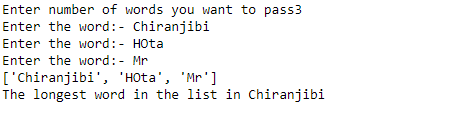 Enter number of words you want to pass3
Enter the word:- Chiranjibi
Enter the word:- HOta
Enter the word:- Mr
['Chiranjibi', 'HOta', 'Mr']
The longest word in the list in Chiranjibi